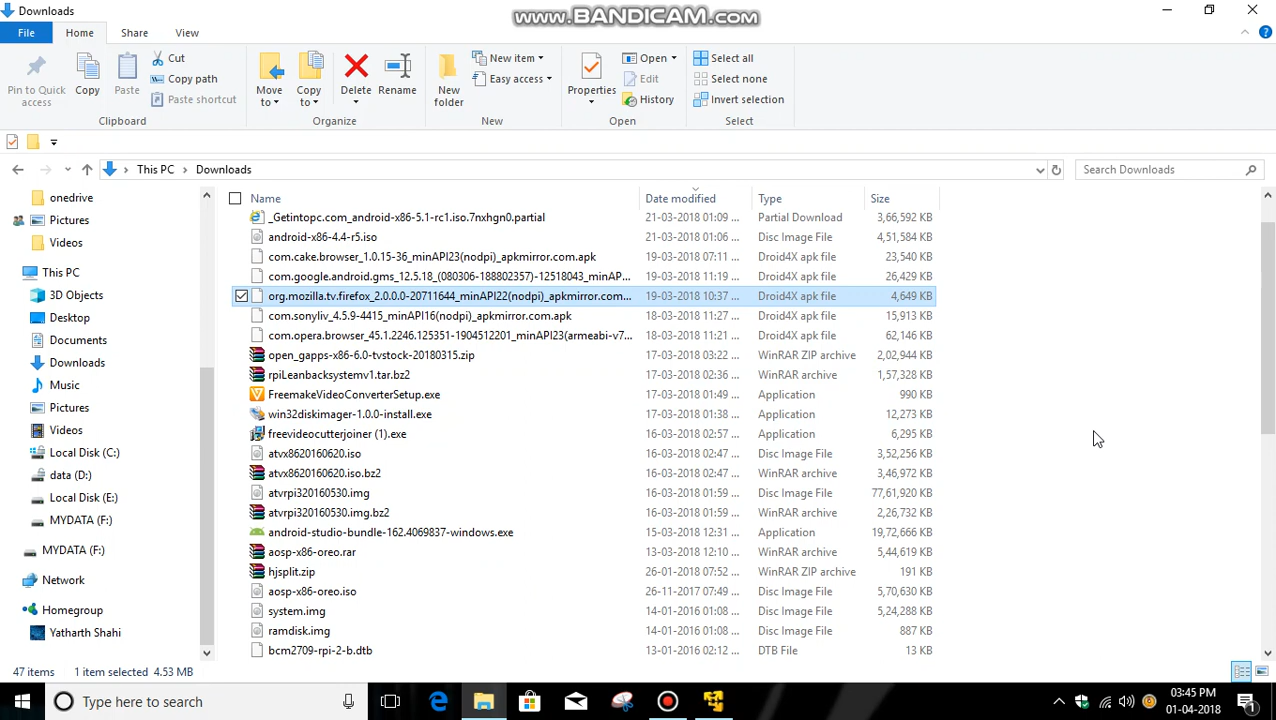 Downloads
www.BANDICAM.com
File Home Share View
Pin to Quick access
Copy
Paste
Cut
Copy path
Paste shortcut
Clipboard
Move to
Copy to
Delete
Rename
Organize
New folder
New item
Easy access
New
Properties
Open
Edit
History
Open
Select all
Select none
Invert selection
Select
This PC > Downloads
Search Downloads
onedrive
Pictures
Videos
This PC
3D Objects
Desktop
Documents
Downloads
Music
Pictures
Videos
Local Disk (C:)
data (D:)
Local Disk (E:)
MYDATA (F:)
MYDATA (F:)
Network
Homegroup
Yatharth Shahi
Name Date modified Type Size
_Getintopc.com_android-x86-5.1-rc1.iso.7nxhgn0.partial 21-03-2018 01:09 ... Partial Download 3,66,592 KB
android-x86-4.4-r5.iso 21-03-2018 01:06 ... Disc Image File 4,51,584 KB
com.cake.browser_1.0.15-36_minAPI23(nodpi)_apkmirror.com.apk 19-03-2018 07:11 ... Droid4X apk file 23,540 KB
com.google.android.gms_12.5.18_(080306-188802357)-12518043_minAP... 19-03-2018 11:19 ... Droid4X apk file 26,429 KB
org.mozilla.tv.firefox_2.0.0.0-20711644_minAPI22(nodpi)_apkmirror.com... 19-03-2018 10:37 ... Droid4X apk file 4,649 KB
com.sonyliv_4.5.9-4415_minAPI16(nodpi)_apkmirror.com.apk 18-03-2018 11:27 ... Droid4X apk file 15,913 KB
com.opera.browser_45.1.2246.125351-1904512201_minAPI23(armeabi-v7... 18-03-2018 11:21 ... Droid4X apk file 62,146 KB
open_gapps-x86-6.0-tvstock-20180315.zip 17-03-2018 03:22 ... WinRAR ZIP archive 2,02,944 KB
rpiLeanbacksystemv1.tar.bz2 17-03-2018 02:36 ... WinRAR archive 1,57,328 KB
FreemakeVideoConverterSetup.exe 17-03-2018 01:49 ... Application 990 KB
win32diskimager-1.0.0-install.exe 17-03-2018 01:38 ... Application 12,273 KB
freevideocutterjoiner (1).exe 16-03-2018 02:57 ... Application 6,295 KB
atvx8620160620.iso 16-03-2018 02:47 ... Disc Image File 3,52,256 KB
atvx8620160620.iso.bz2 16-03-2018 02:47 ... WinRAR archive 3,46,972 KB
atvrpi320160530.img 16-03-2018 01:59 ... Disc Image File 77,61,920 KB
atvrpi320160530.img.bz2 16-03-2018 01:59 ... WinRAR archive 2,26,732 KB
android-studio-bundle-162.4069837-windows.exe 15-03-2018 12:31 ... Application 19,72,666 KB
aosp-x86-oreo.rar 13-03-2018 12:10 ... WinRAR archive 5,44,619 KB
hjsplit.zip 26-01-2018 07:52 ... WinRAR ZIP archive 191 KB
aosp-x86-oreo.iso 26-11-2017 07:49 ... Disc Image File 5,70,630 KB
system.img 14-01-2016 01:08 ... Disc Image File 5,24,288 KB
ramdisk.img 14-01-2016 01:08 ... Disc Image File 887 KB
bcm2709-rpi-2-b.dtb 13-01-2016 02:12 ... DTB File 13 KB
47 items 1 item selected 4.53 MB
Type here to search
03:45 PM
01-04-2018
1